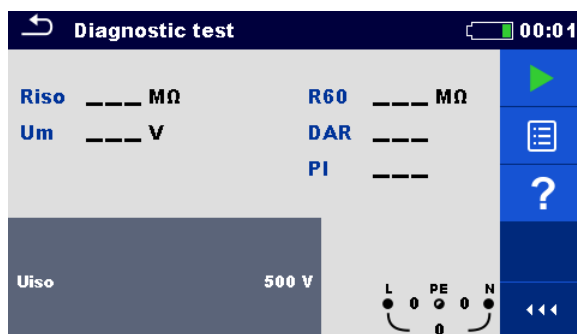 Diagnostic test 00:01
Riso ___ MΩ R60 ___ MΩ
Um ___ V DAR ___
PI ___
?
Uiso 500 V
L PE N
0 0
0